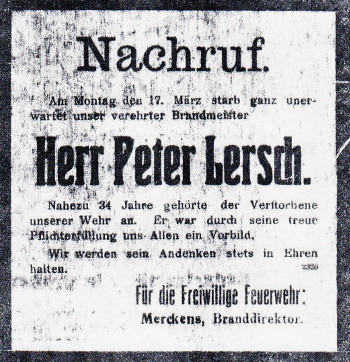 Nachruf.
Am Montag den 17. März starb ganz uner-
wartet unser verehrter Brandmeister
Herr Peter Lersch.
Nahezu 34 Jahre gehörte der Verstorbene
unserer Wehr an. Er war durch seine treue
Pflichterfüllung uns Allen ein Vorbild.
Wir werden sein Andenken stets in Ehren
halten. 2320
Für die Freiwillige Feuerwehr:
Merckens, Branddirektor.